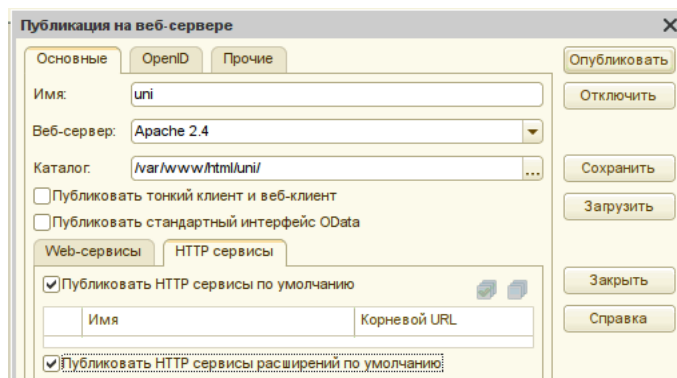 Публикация на веб-сервере
Основные OpenID Прочие
Опубликовать
Имя: uni
Отключить
Веб-сервер: Apache 2.4
Каталог: /var/www/html/uni/ ...
Сохранить
Публиковать тонкий клиент и веб-клиент
Загрузить
Публиковать стандартный интерфейс OData
Web-сервисы HTTP сервисы
Публиковать HTTP сервисы по умолчанию
Закрыть
Имя Корневой URL
Справка
Публиковать HTTP сервисы расширений по умолчанию